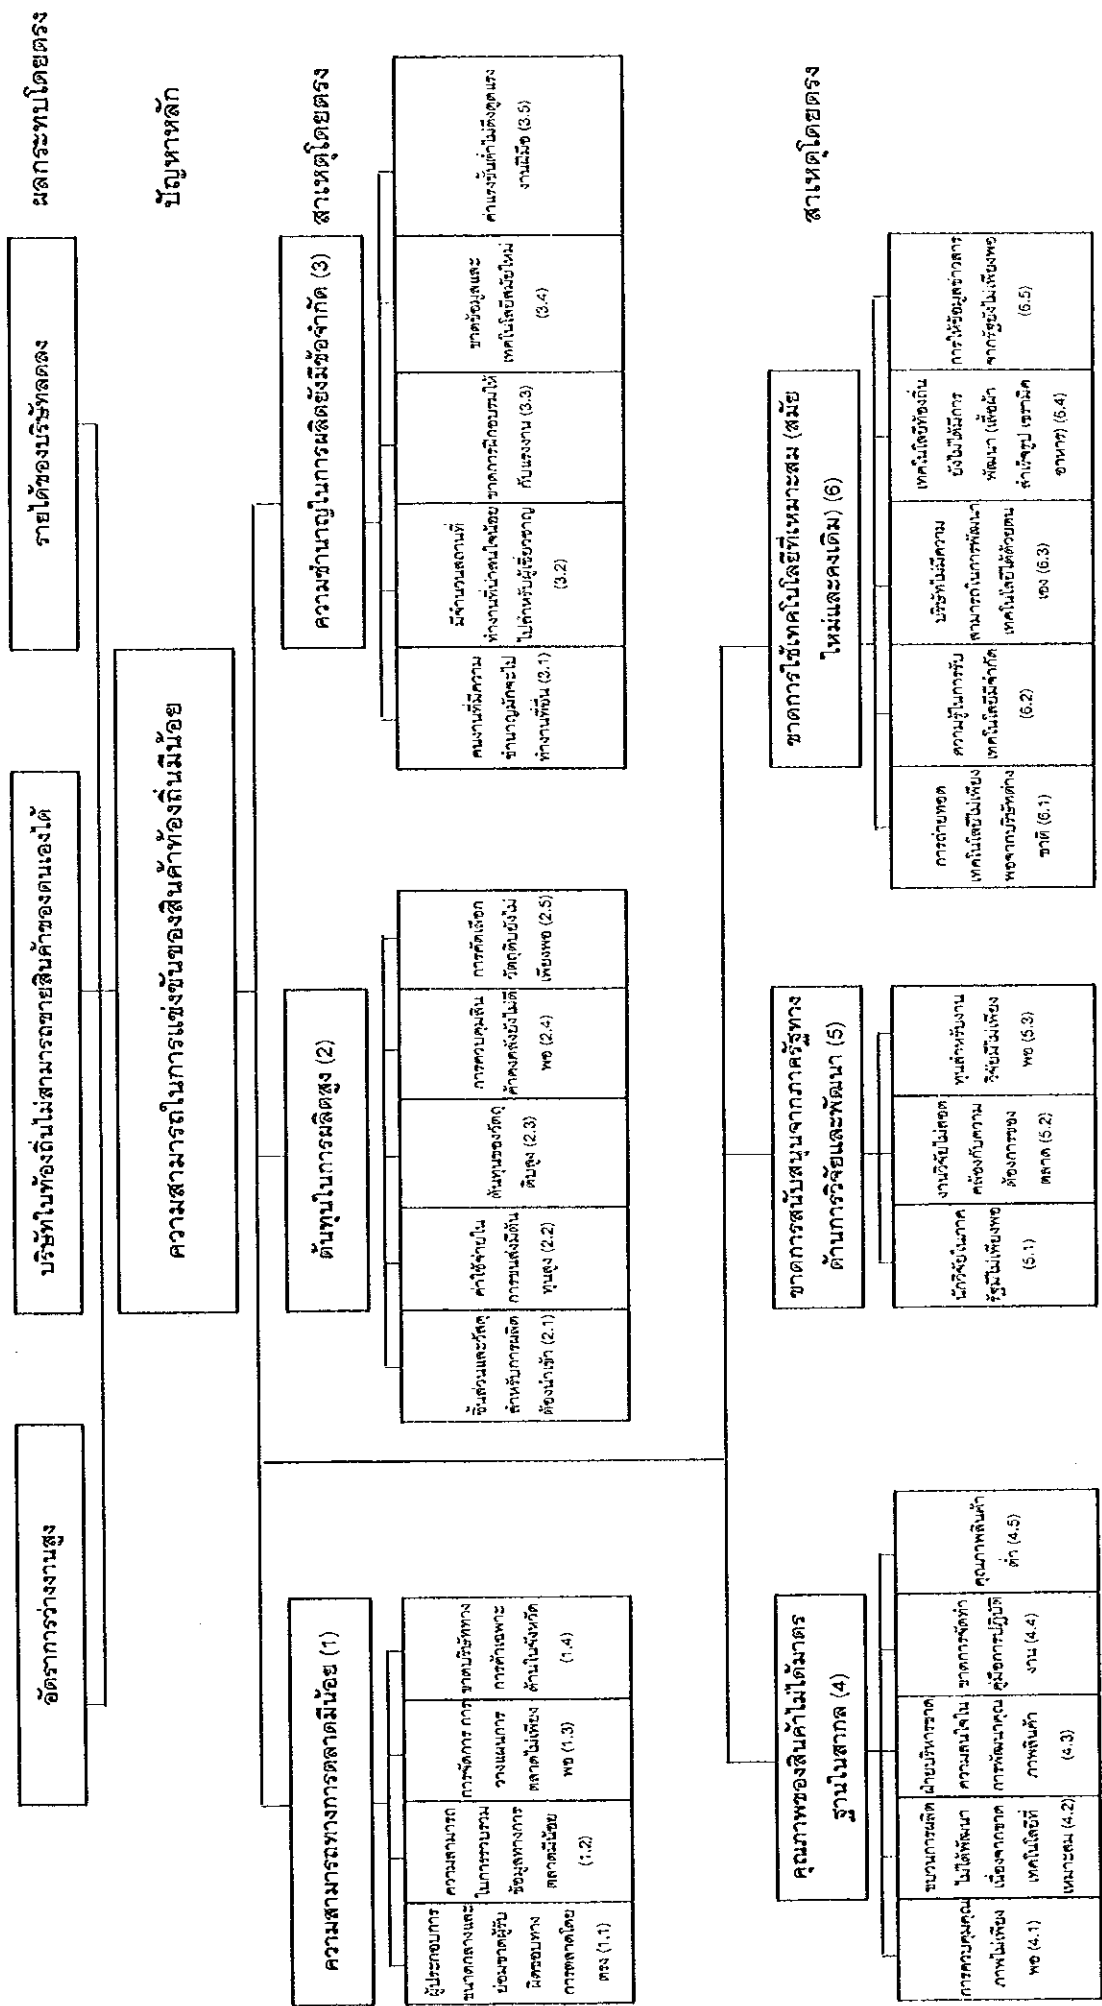 ผลกระทบโดยตรง
อัตราการว่างงานสูง
บริษัทในท้องถิ่นไม่สามารถขายสินค้าของตนเองได้
รายได้ของบริษัทลดลง
ปัญหาหลัก
ความสามารถในการแข่งขันของสินค้าท้องถิ่นมีน้อย
สาเหตุโดยตรง
ความสามารถทางการตลาดมีน้อย (1)
ต้นทุนในการผลิตสูง (2)
ความชำนาญในการผลิตยังมีข้อจำกัด (3)
ผู้ประกอบการ
ขนาดกลางและ
ย่อมขาดผู้รับ
ผิดชอบทาง
การตลาดโดย
ตรง (1.1)
ความสามารถ
ในการรวบรวม
ข้อมูลทางการ
ตลาดมีน้อย
(1.2)
การจัดการ การ
วางแผนการ
ตลาดไม่เพียง
พอ (1.3)
ขาดบริษัททาง
การค้าเฉพาะ
ด้านในจังหวัด
(1.4)
ชิ้นส่วนและวัสดุ
สำหรับการผลิต
ต้องนำเข้า (2.1)
ค่าใช้จ่ายใน
การขนส่งมีต้น
ทุนสูง (2.2)
ต้นทุนของวัตถุ
ดิบสูง (2.3)
การควบคุมสิน
ค้าคงคลังยังไม่ดี
พอ (2.4)
การคัดเลือก
วัตถุดิบยังไม่
เพียงพอ (2.5)
คนงานที่มีความ
ชำนาญมักจะไป
ทำงานที่อื่น (3.1)
มีจำนวนสถานที่
ทำงานที่น่าสนใจน้อย
ไปสำหรับผู้เชี่ยวชาญ
(3.2)
ขาดการฝึกอบรมให้
กับแรงงาน (3.3)
ขาดข้อมูลและ
เทคโนโลยีสมัยใหม่
(3.4)
ค่าแรงขั้นต่ำไม่ดึงดูดแรง
งานฝีมือ (3.5)
สาเหตุโดยตรง
คุณภาพของสินค้าไม่ได้มาตร
ฐานในสากล (4)
ขาดการสนับสนุนจากภาครัฐทาง
ด้านการวิจัยและพัฒนา (5)
ขาดการใช้เทคโนโลยีที่เหมาะสม (สมัย
ใหม่และดั้งเดิม) (6)
การควบคุมคุณ
ภาพไม่เพียง
พอ (4.1)
ขบวนการผลิต
ไม่ได้พัฒนา
เนื่องจากขาด
เทคโนโลยีที่
เหมาะสม (4.2)
ฝ่ายบริหารขาด
ความสนใจใน
การพัฒนาคุณ
ภาพสินค้า
(4.3)
ขาดการจัดทำ
คู่มือการปฏิบัติ
งาน (4.4)
คุณภาพสินค้า
ต่ำ (4.5)
นักวิจัยในภาค
รัฐมีไม่เพียงพอ
(5.1)
งานวิจัยไม่สอด
คล้องกับความ
ต้องการของ
ตลาด (5.2)
ทุนสำหรับงาน
วิจัยมีไม่เพียง
พอ (5.3)
การถ่ายทอด
เทคโนโลยีไม่เพียง
พอจากบริษัทต่าง
ชาติ (6.1)
ความรู้ในการรับ
เทคโนโลยีมีจำกัด
(6.2)
บริษัทไม่มีความ
สามารถในการพัฒนา
เทคโนโลยีได้ด้วยตน
เอง (6.3)
เทคโนโลยีท้องถิ่น
ยังไม่ได้มีการ
พัฒนา (เสื้อผ้า
สำเร็จรูป เซรามิค
อาหาร) (6.4)
การให้ข้อมูลข่าวสาร
จากรัฐยังไม่เพียงพอ
(6.5)